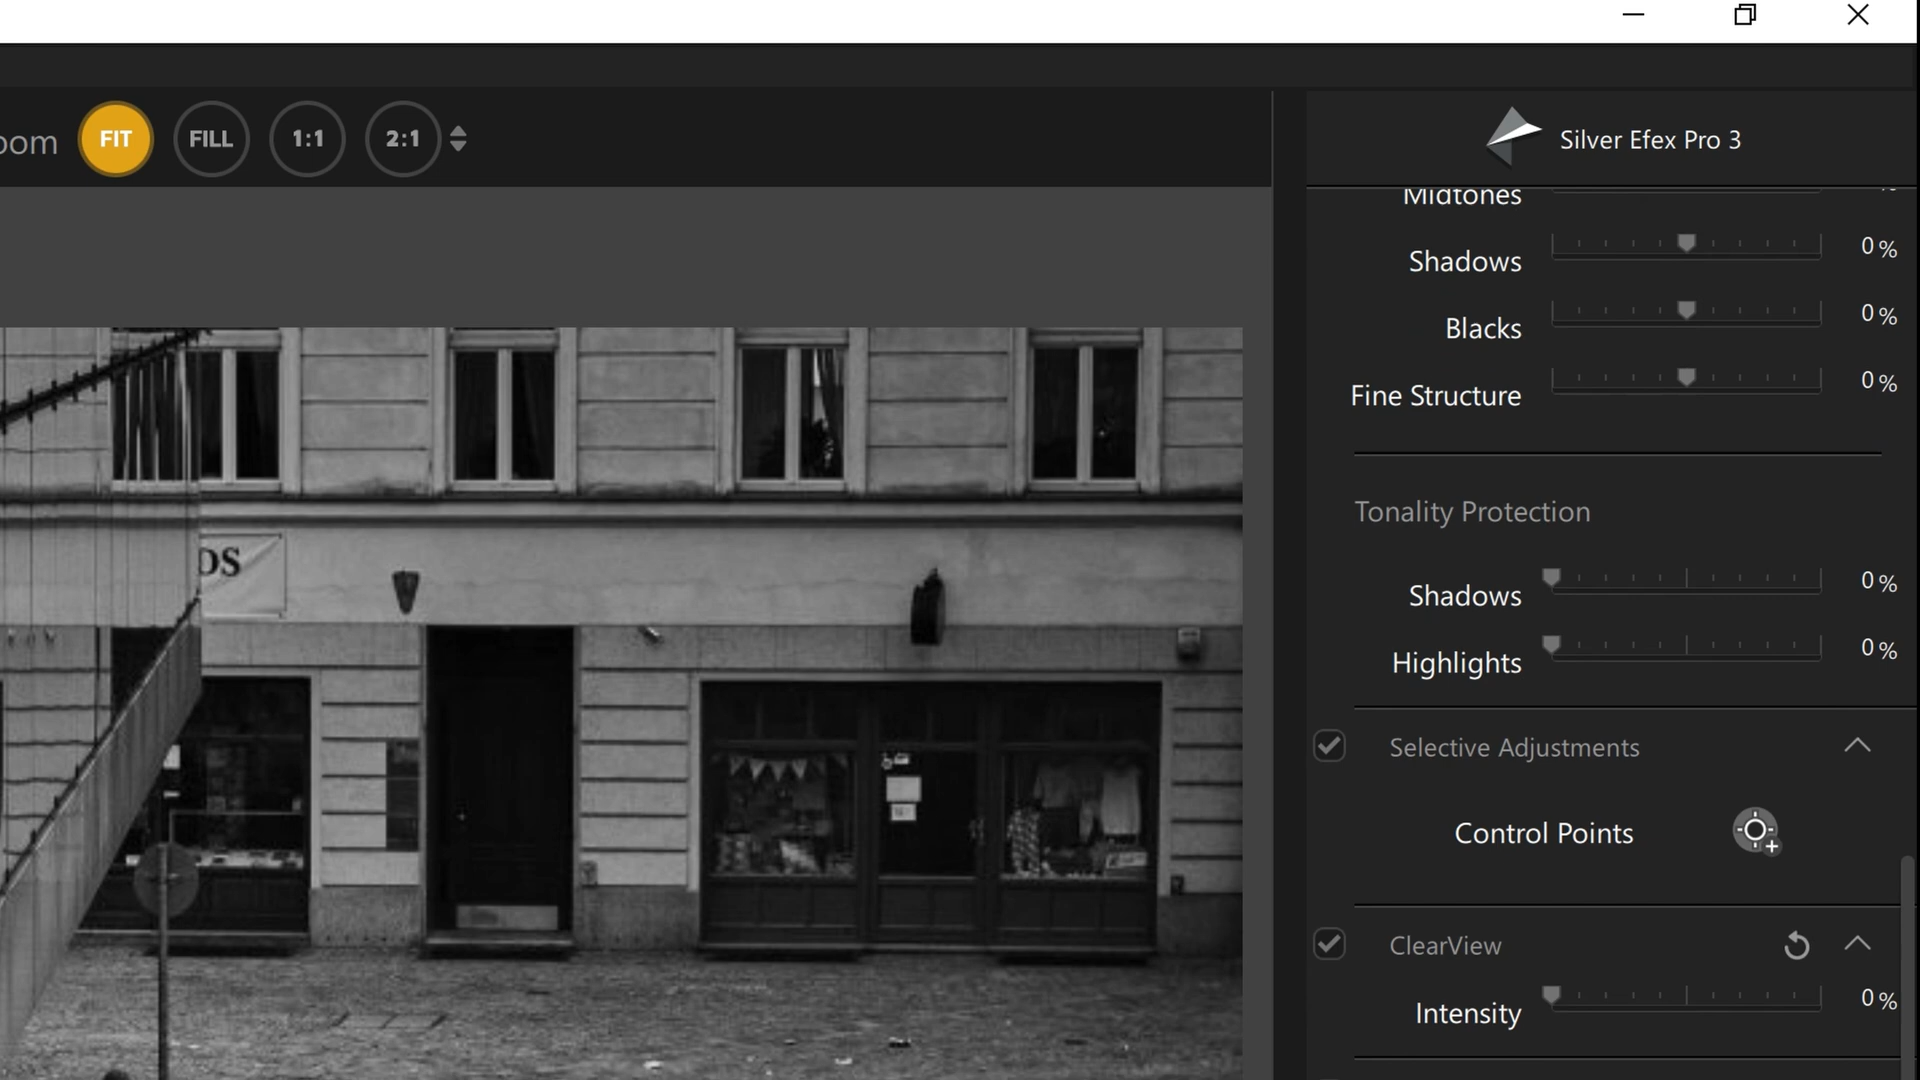 oom FIT FILL 1:1 2:1
Silver Efex Pro 3
Midtones %
Shadows 0 %
Blacks 0 %
Fine Structure 0 %
Tonality Protection
Shadows 0 %
Highlights 0 %
Selective Adjustments
Control Points
ClearView
Intensity 0 %
OS